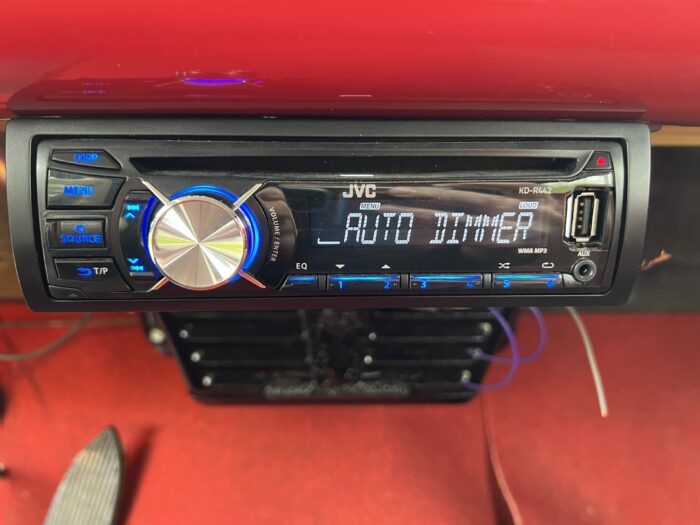 DISP
MENU
SOURCE
T/P
VOLUME/ENTER
JVC
KD-R442
MENU
LOUD
_AUTO DIMMER
WMA MP3
AUX
EQ
1 2 3 4 5 6